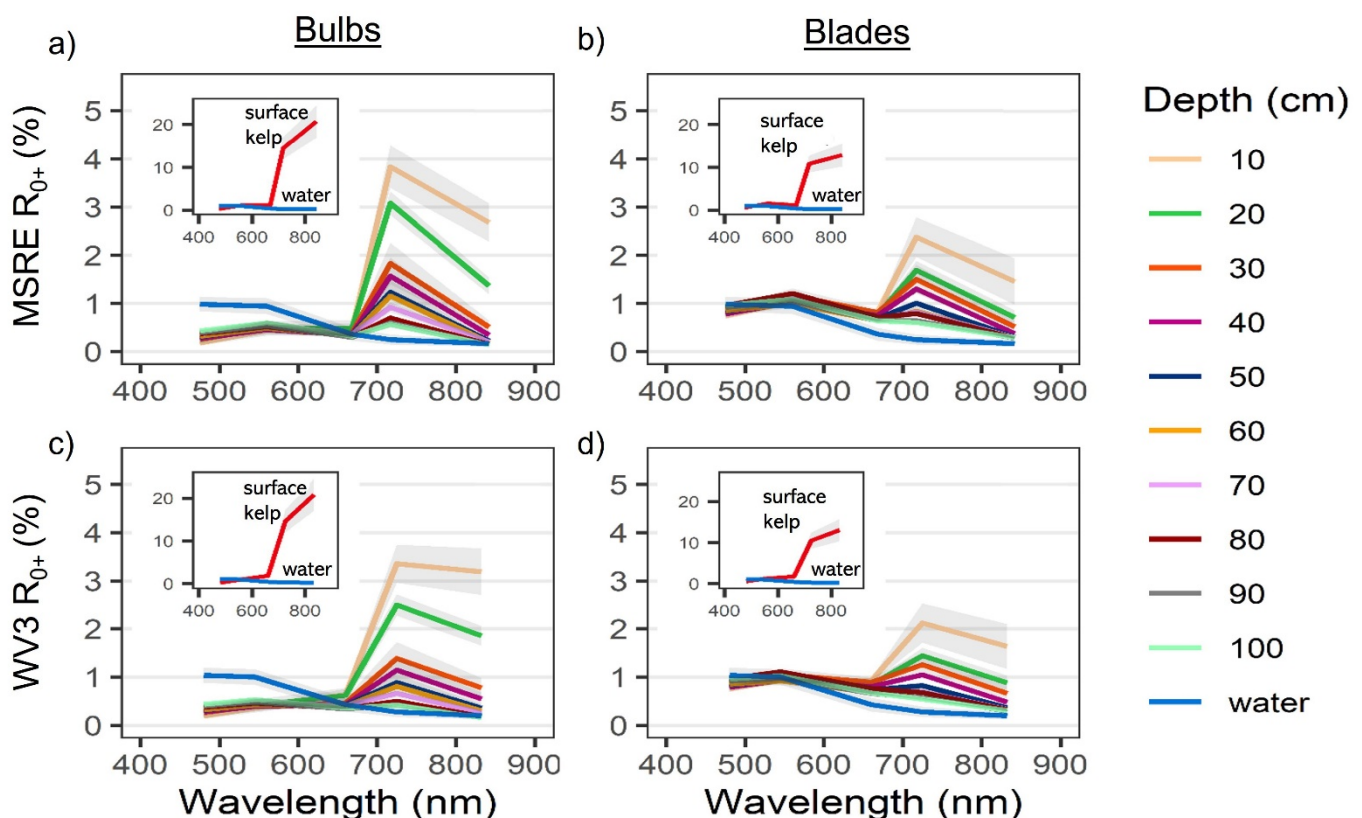 Bulbs
Blades
a)
b)
MSRE R0+ (%)
5
4
3
2
1
0
20
10
0
surface
kelp
water
400 600 800
400 500 600 700 800 900
5
4
3
2
1
0
20
10
0
surface
kelp
water
400 600 800
400 500 600 700 800 900
c)
d)
WV3 R0+ (%)
5
4
3
2
1
0
20
10
0
surface
kelp
water
400 600 800
400 500 600 700 800 900
Wavelength (nm)
5
4
3
2
1
0
20
10
0
surface
kelp
water
400 600 800
400 500 600 700 800 900
Wavelength (nm)
Depth (cm)
10
20
30
40
50
60
70
80
90
100
water